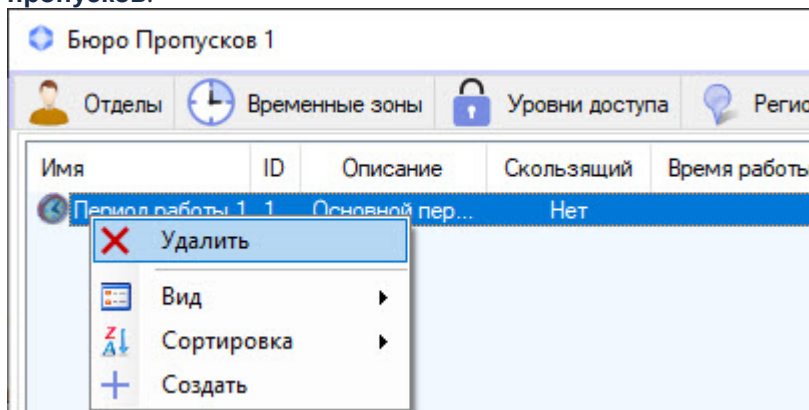 пропусков.
Бюро Пропусков 1
Отделы Временные зоны Уровни доступа Регио
Имя ID Описание Скользящий Время работы
Период работы 1 1 Основной пер... Нет
Удалить
Вид
Сортировка
Создать